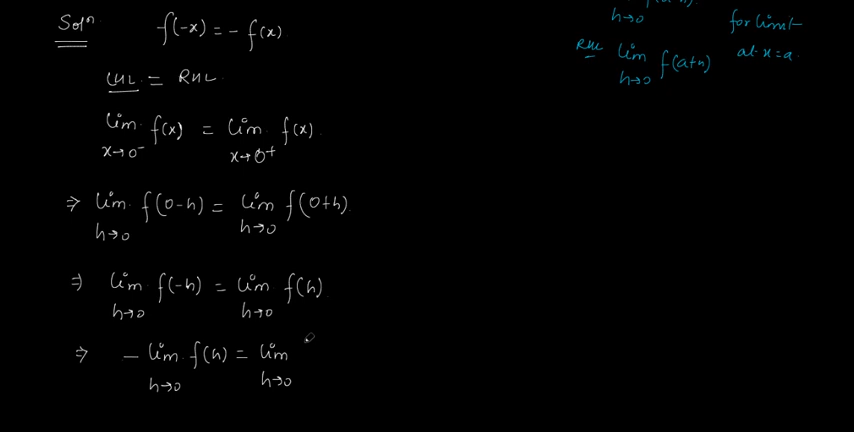 Solⁿ. f(-x) = - f(x)
LHL = RHL.
lim x→0⁻ f(x) = lim x→0⁺ f(x).
⇒ lim h→0 f(0-h) = lim h→0 f(0+h).
⇒ lim h→0 f(-h) = lim h→0 f(h).
⇒ - lim h→0 f(h) = lim h→0
h→0
for limit
at x=a.
RHL lim h→0 f(a+h)